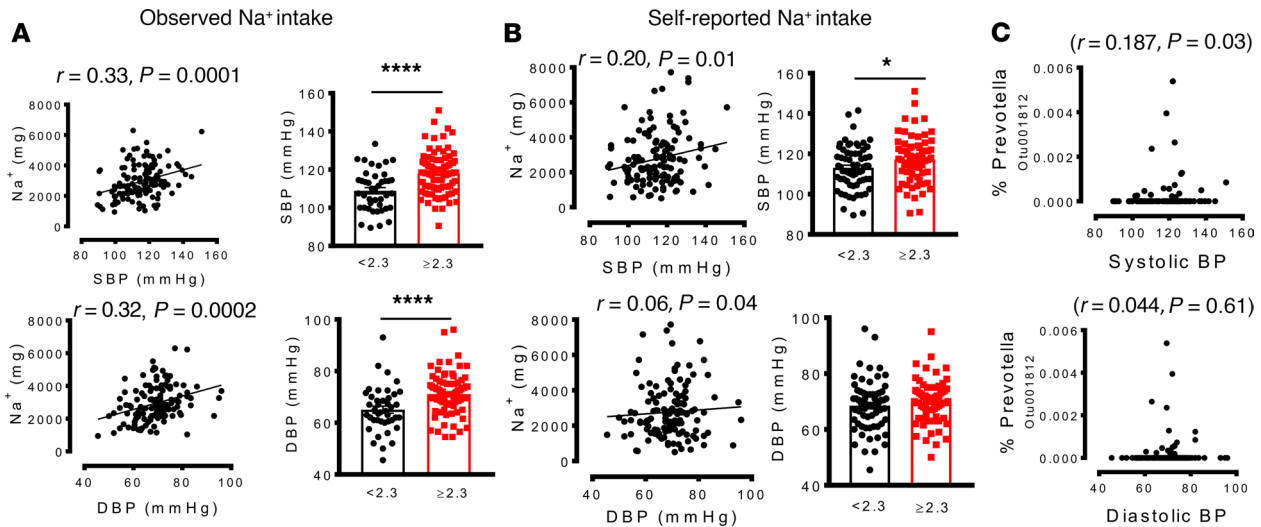 Observed Na⁺ intake
Self-reported Na⁺ intake
A
r = 0.33, P = 0.0001
Na⁺ (mg)
8000
6000
4000
2000
0
80 100 120 140 160
SBP (mmHg)
****
SBP (mmHg)
160
140
120
100
80
<2.3 ≥2.3
r = 0.32, P = 0.0002
Na⁺ (mg)
8000
6000
4000
2000
0
40 60 80 100
DBP (mmHg)
****
DBP (mmHg)
100
80
60
40
<2.3 ≥2.3
B
r = 0.20, P = 0.01
Na⁺ (mg)
8000
6000
4000
2000
0
80 100 120 140 160
SBP (mmHg)
*
SBP (mmHg)
160
140
120
100
80
<2.3 ≥2.3
r = 0.06, P = 0.04
Na⁺ (mg)
8000
6000
4000
2000
0
40 60 80 100
DBP (mmHg)
DBP (mmHg)
100
80
60
40
<2.3 ≥2.3
C
(r = 0.187, P = 0.03)
% Prevotella
Otu001812
0.006
0.004
0.002
0.000
80 100 120 140 160
Systolic BP
(r = 0.044, P = 0.61)
% Prevotella
Otu001812
0.006
0.004
0.002
0.000
40 60 80 100
Diastolic BP